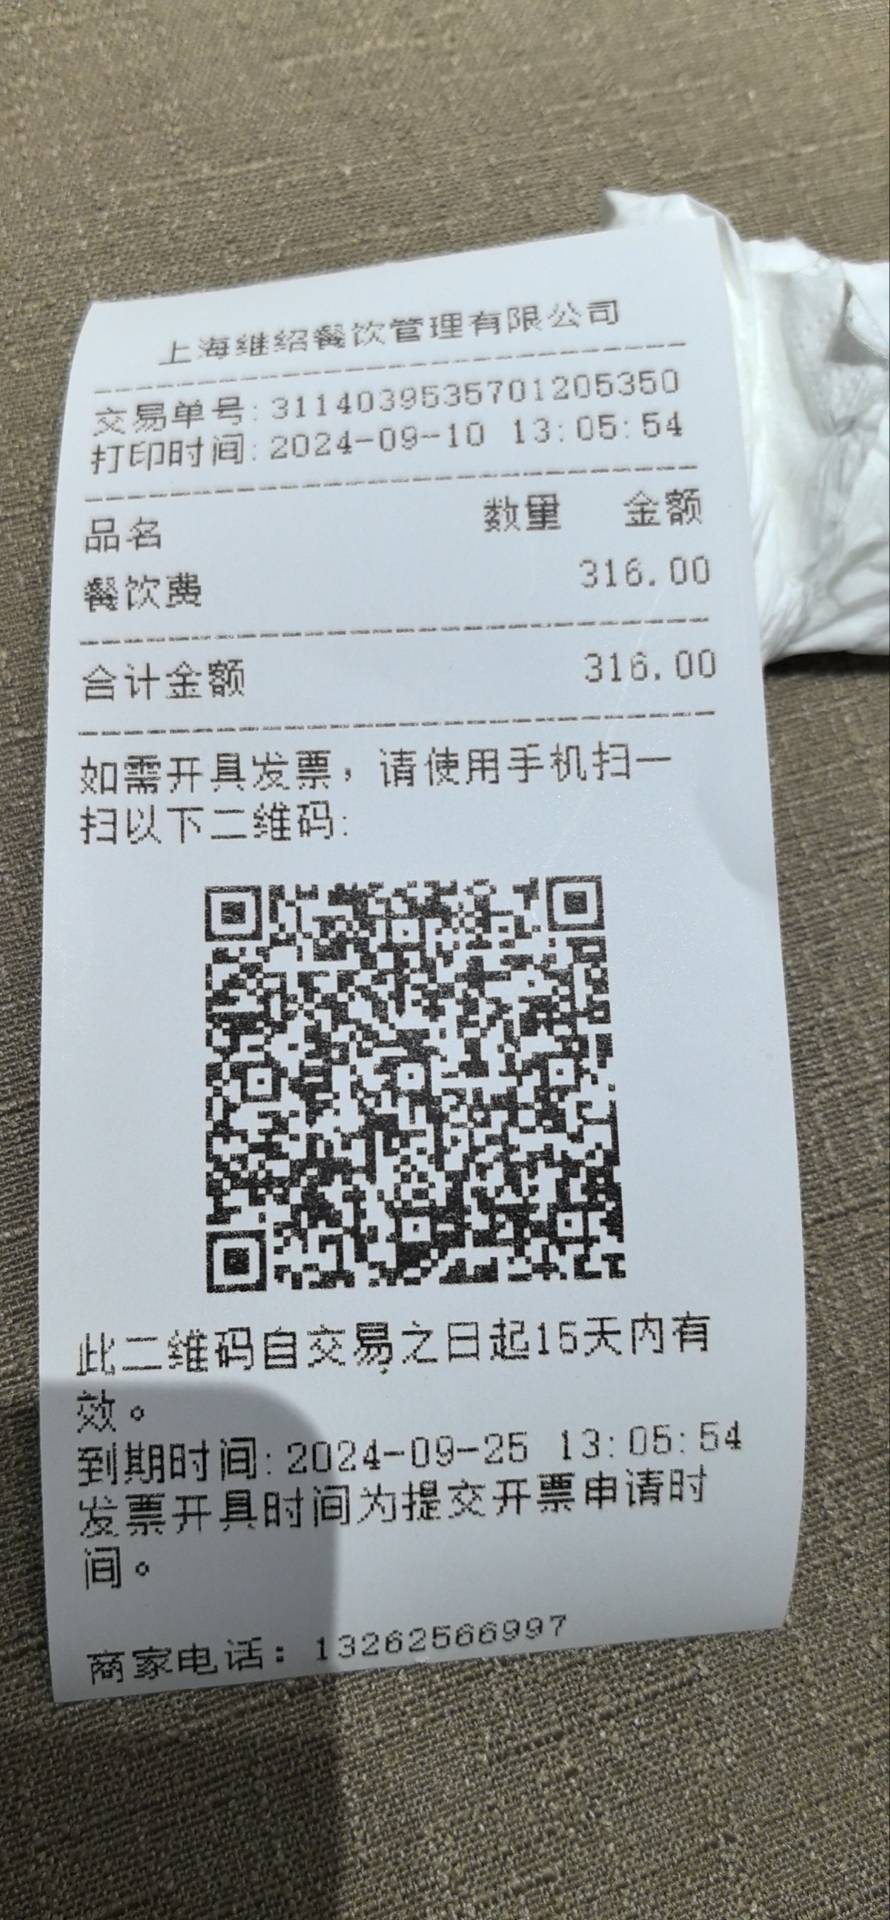 上海维绍餐饮管理有限公司
交易单号:3114039535701205350
打印时间:2024-09-10 13:05:54
品名 数量 金额
餐饮费 316.00
合计金额 316.00
如需开具发票，请使用手机扫一
扫以下二维码:
此二维码自交易之日起15天内有
效。
到期时间:2024-09-25 13:05:54
发票开具时间为提交开票申请时
间。
商家电话: 13262566997